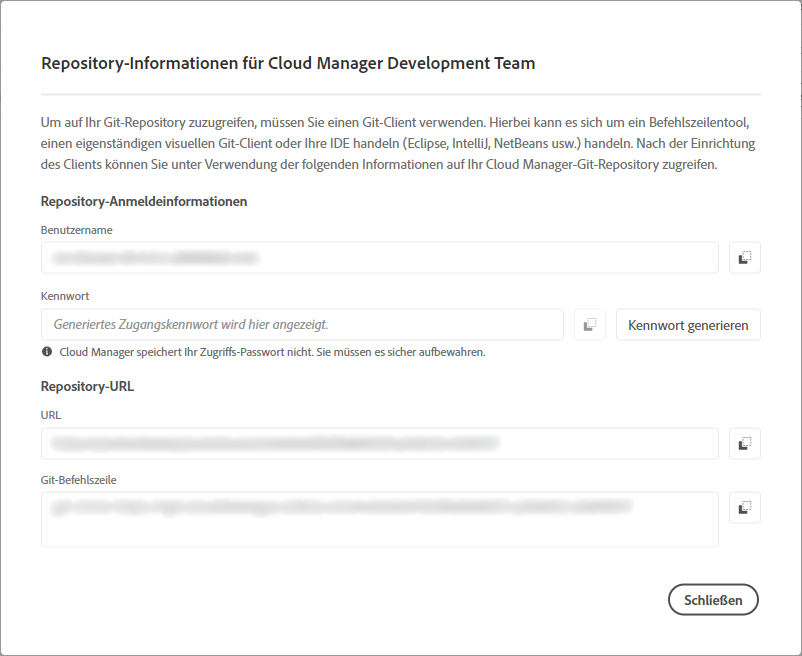 Repository-Informationen für Cloud Manager Development Team
Um auf Ihr Git-Repository zuzugreifen, müssen Sie einen Git-Client verwenden. Hierbei kann es sich um ein Befehlszeilentool,
einen eigenständigen visuellen Git-Client oder Ihre IDE handeln (Eclipse, IntelliJ, NetBeans usw.) handeln. Nach der Einrichtung
des Clients können Sie unter Verwendung der folgenden Informationen auf Ihr Cloud Manager-Git-Repository zugreifen.
Repository-Anmeldeinformationen
Benutzername
Kennwort
Generiertes Zugangskennwort wird hier angezeigt.
Kennwort generieren
Cloud Manager speichert Ihr Zugriffs-Passwort nicht. Sie müssen es sicher aufbewahren.
Repository-URL
URL
Git-Befehlszeile
Schließen